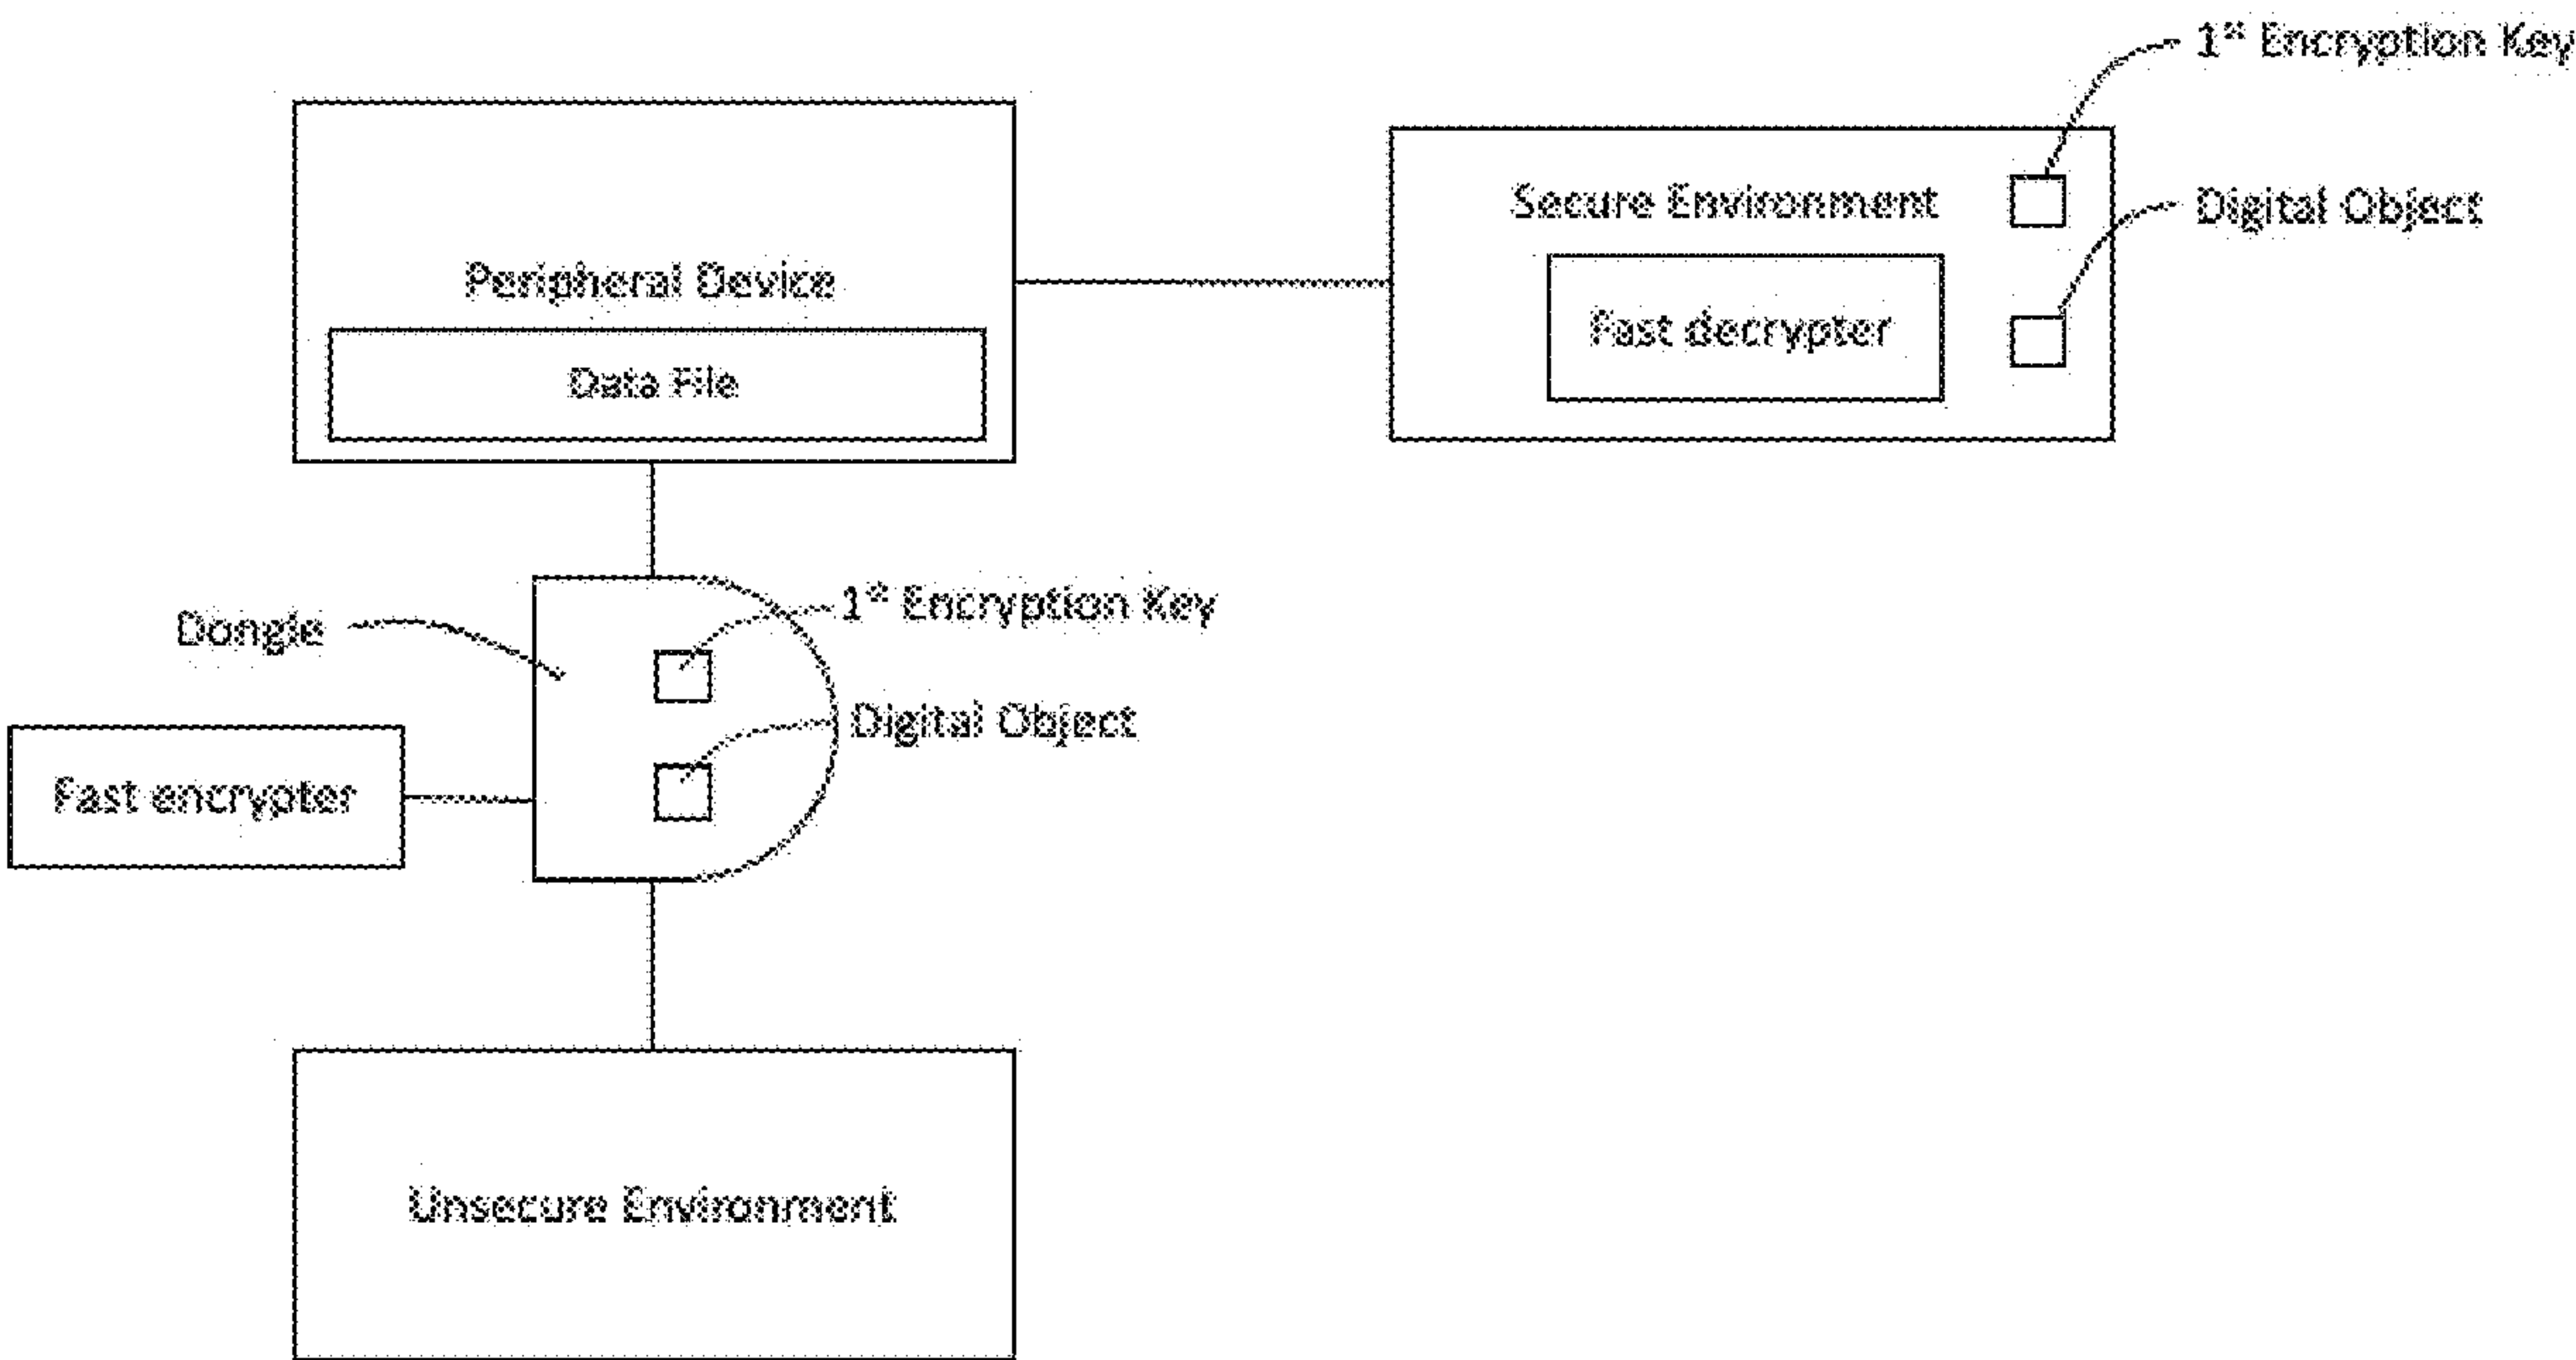 1st Encryption Key
Secure Environment
Digital Object
Peripheral Device
Fast decrypter
Data File
1st Encryption Key
Dongle
Digital Object
Fast encrypter
Unsecure Environment